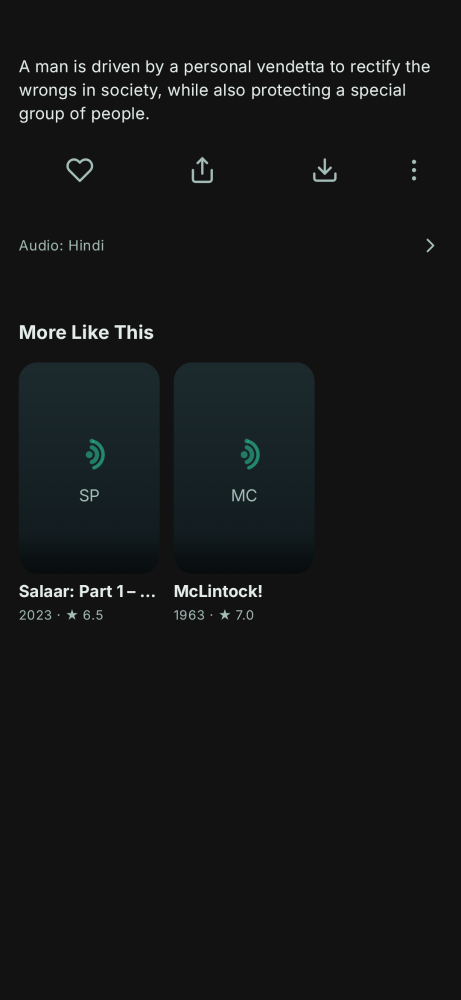 A man is driven by a personal vendetta to rectify the
wrongs in society, while also protecting a special
group of people.
Audio: Hindi
More Like This
SP
MC
Salaar: Part 1 – …
McLintock!
2023 · ★ 6.5
1963 · ★ 7.0